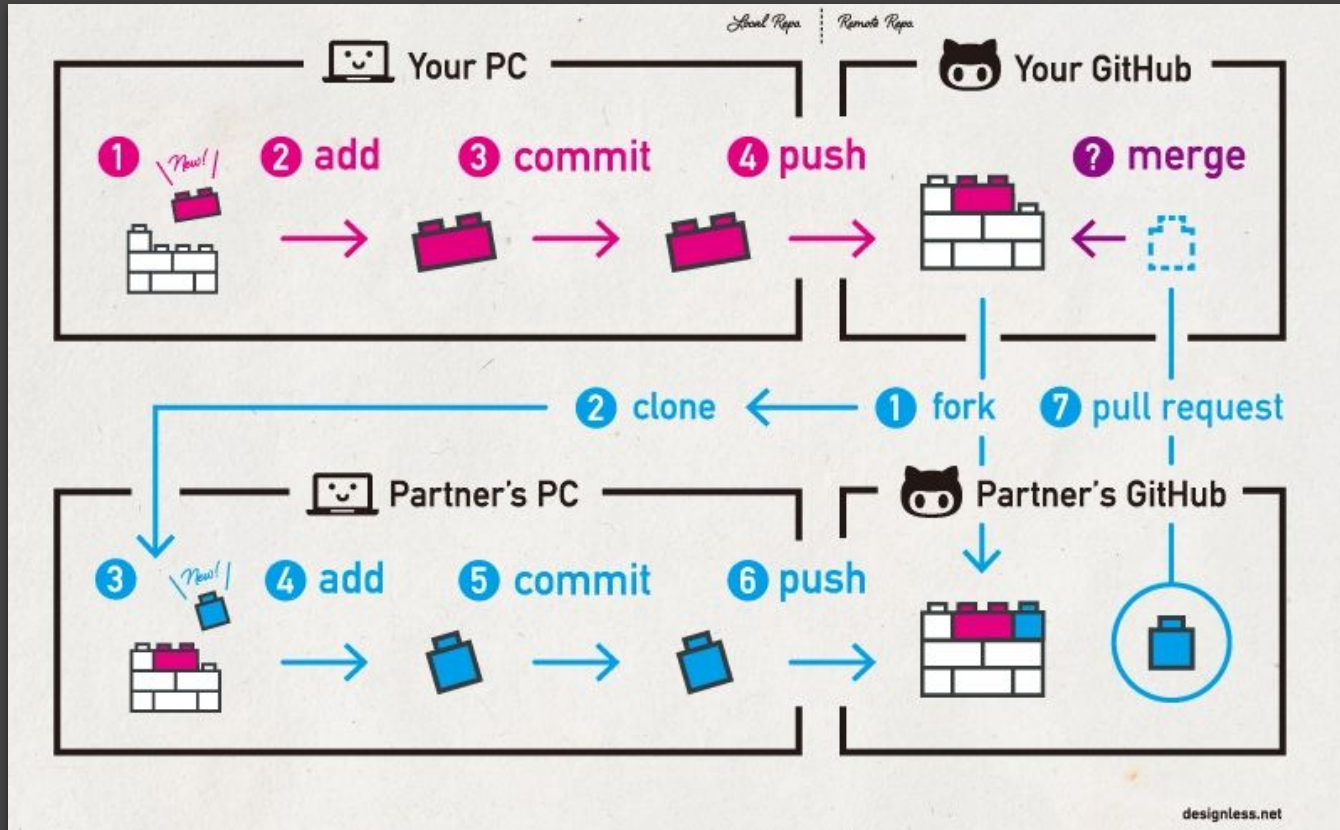 Local Repo. Remote Repo.
Your PC
Your GitHub
1 New! 2 add 3 commit 4 push
? merge
2 clone 1 fork 7 pull request
Partner's PC
Partner's GitHub
3 New! 4 add 5 commit 6 push
designless.net